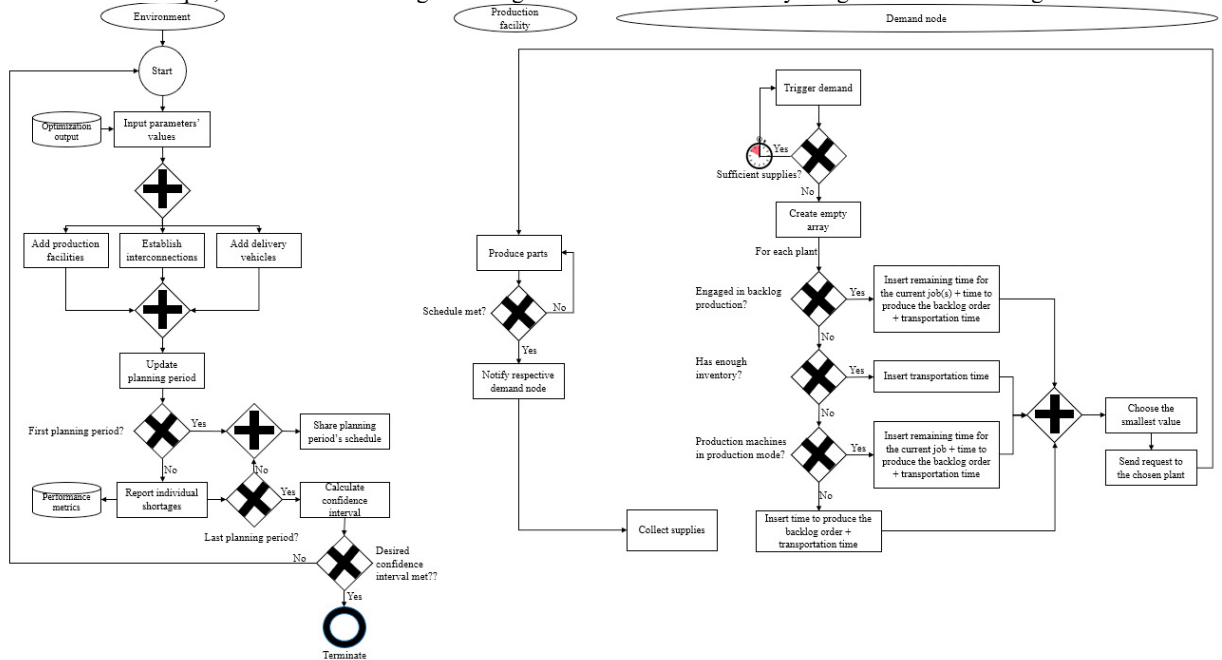 Environment
Production
facility
Demand node
Start
Optimization
output
Input parameters’
values
Add production
facilities
Establish
interconnections
Add delivery
vehicles
Update
planning period
First planning period?
Yes
No
Share planning
period’s schedule
Performance
metrics
Report individual
shortages
No
Yes
Last planning period?
Calculate
confidence
interval
No
Desired
confidence
interval met??
Yes
Terminate
Produce parts
Schedule met?
No
Yes
Notify respective
demand node
Collect supplies
Trigger demand
Yes
Sufficient supplies?
No
Create empty
array
For each plant
Engaged in backlog
production?
Yes
Insert remaining time for
the current job(s) + time to
produce the backlog order
+ transportation time
No
Has enough
inventory?
Yes
Insert transportation time
No
Production machines
in production mode?
Yes
Insert remaining time for
the current job + time to
produce the backlog order
+ transportation time
No
Insert time to produce the
backlog order +
transportation time
Choose the
smallest value
Send request to
the chosen plant